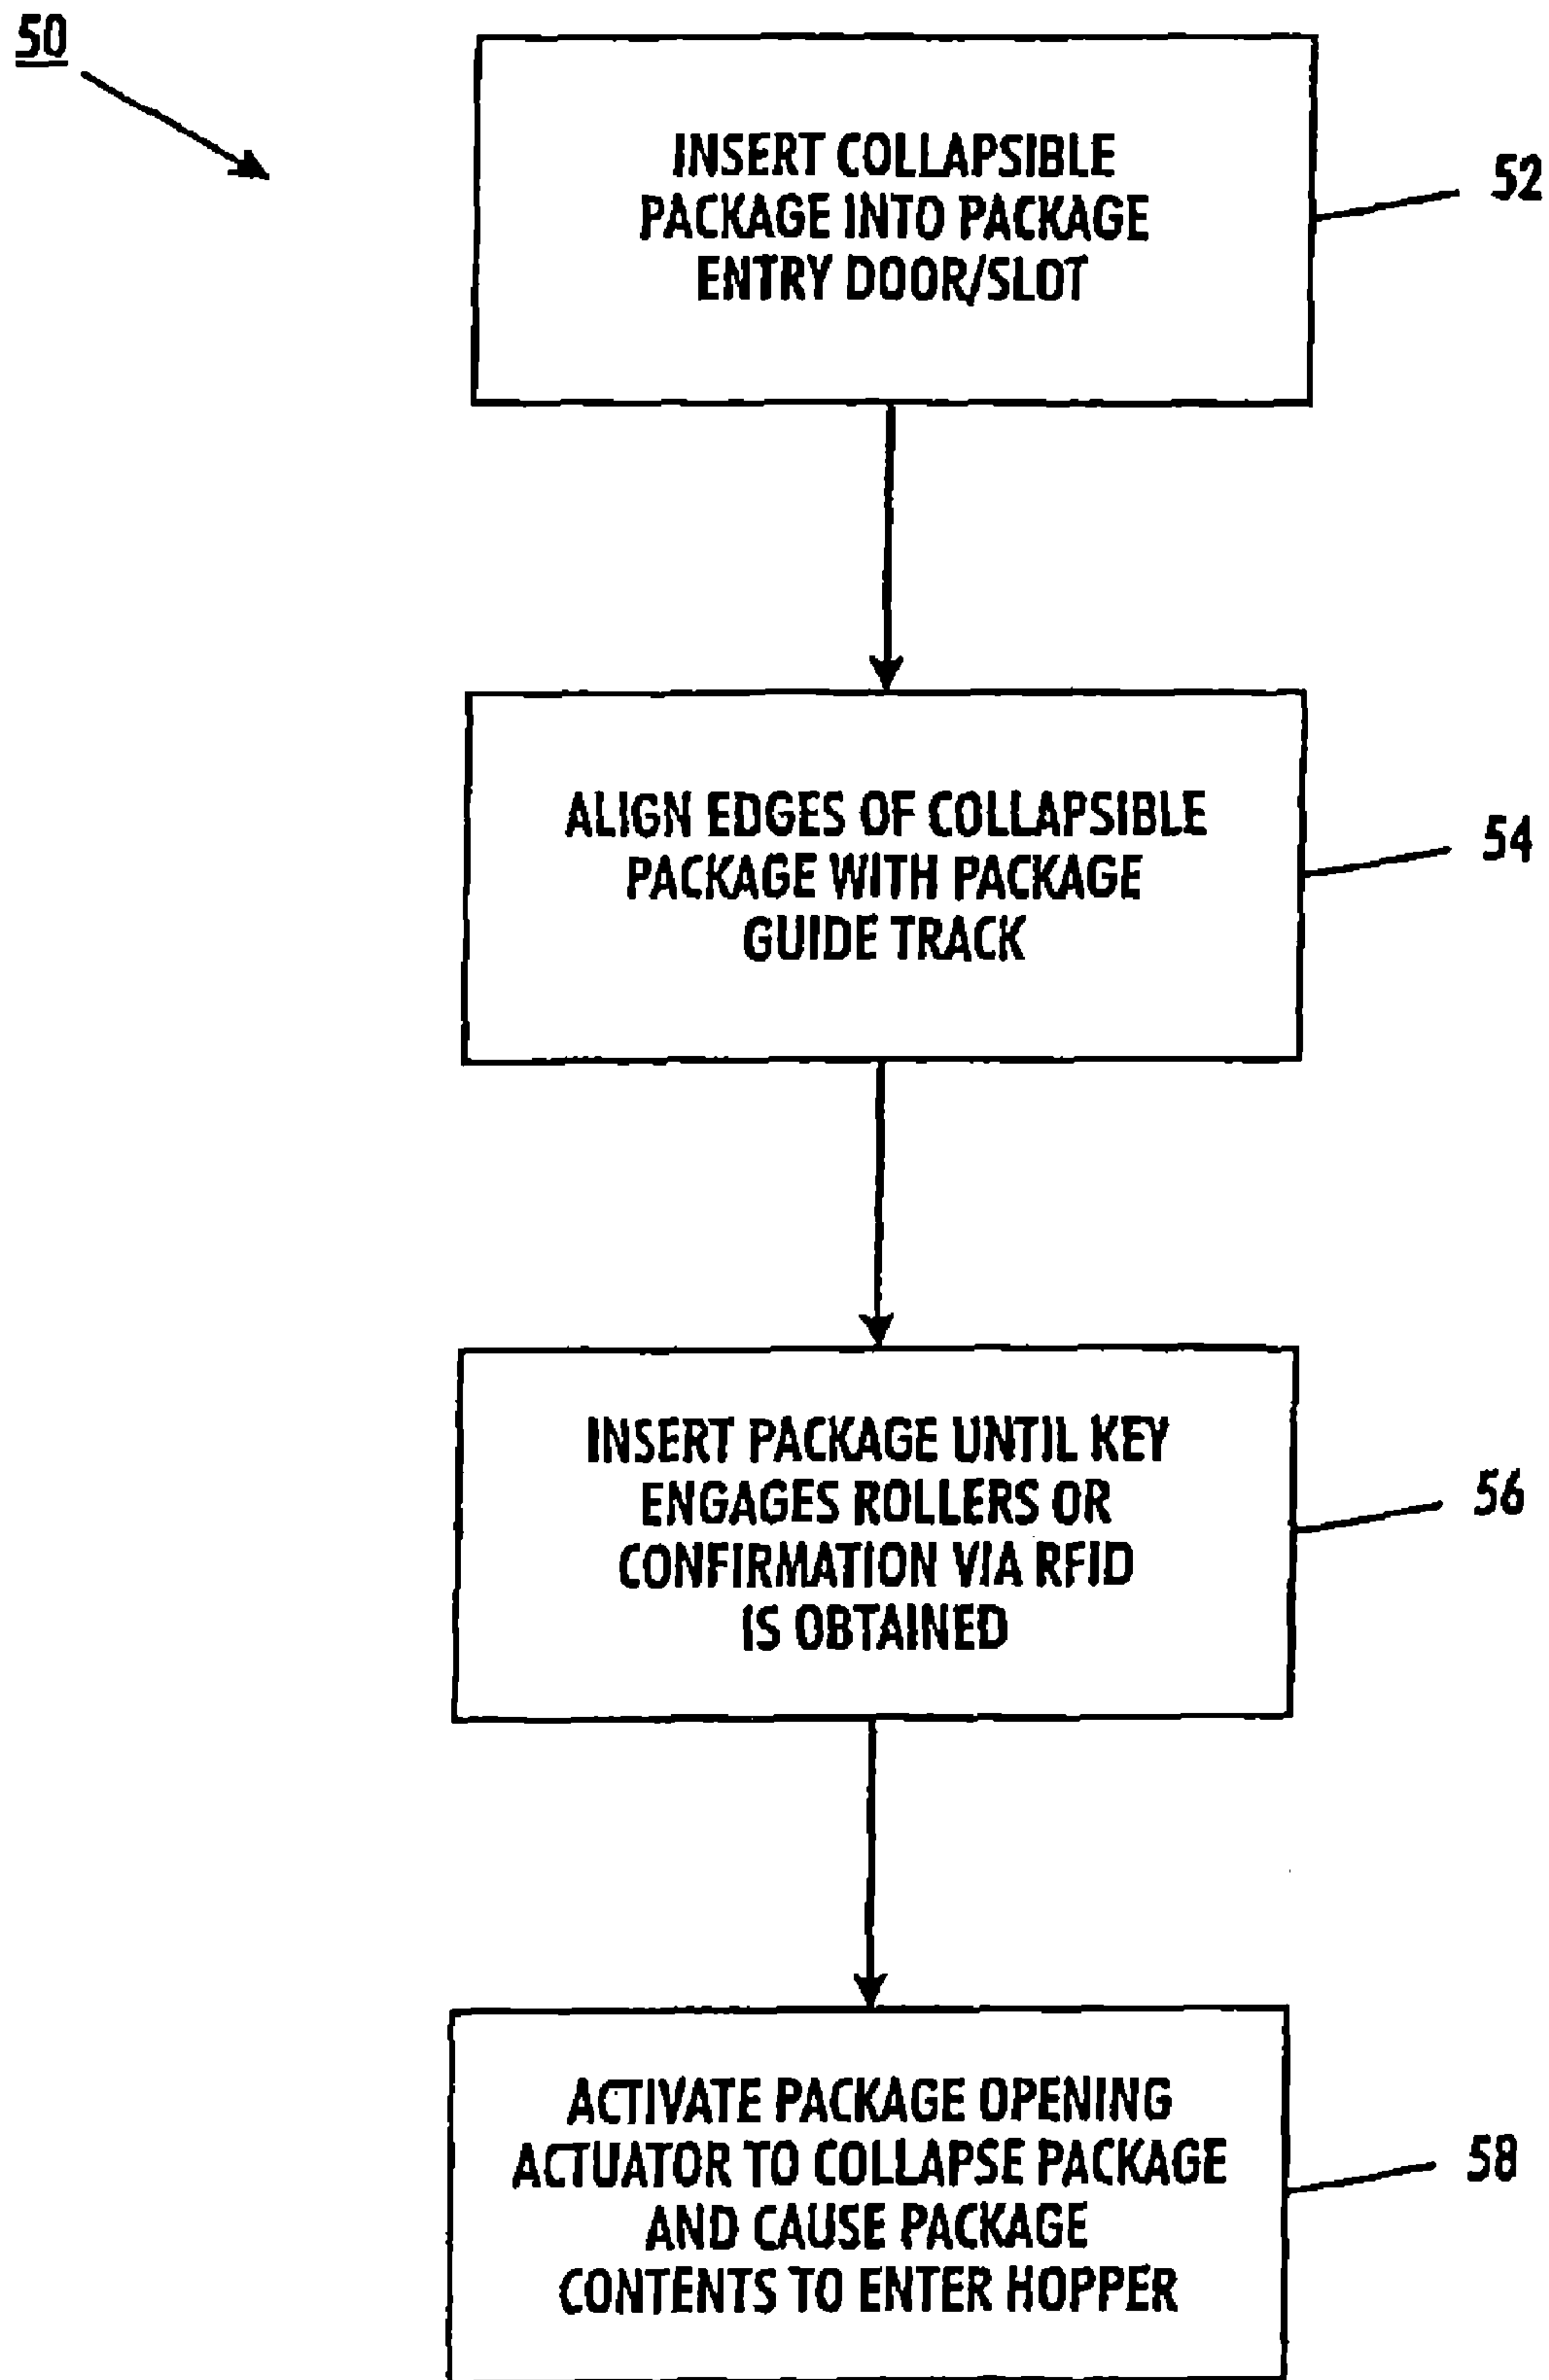 50
INSERT COLLAPSIBLE
PACKAGE INTO PACKAGE
ENTRY DOOR/SLOT
52
ALIGN EDGES OF COLLAPSIBLE
PACKAGE WITH PACKAGE
GUIDE TRACK
54
INSERT PACKAGE UNTIL KEY
ENGAGES ROLLERS OR
CONFIRMATION VIA RFID
IS OBTAINED
56
ACTIVATE PACKAGE OPENING
ACTUATOR TO COLLAPSE PACKAGE
AND CAUSE PACKAGE
CONTENTS TO ENTER HOPPER
58